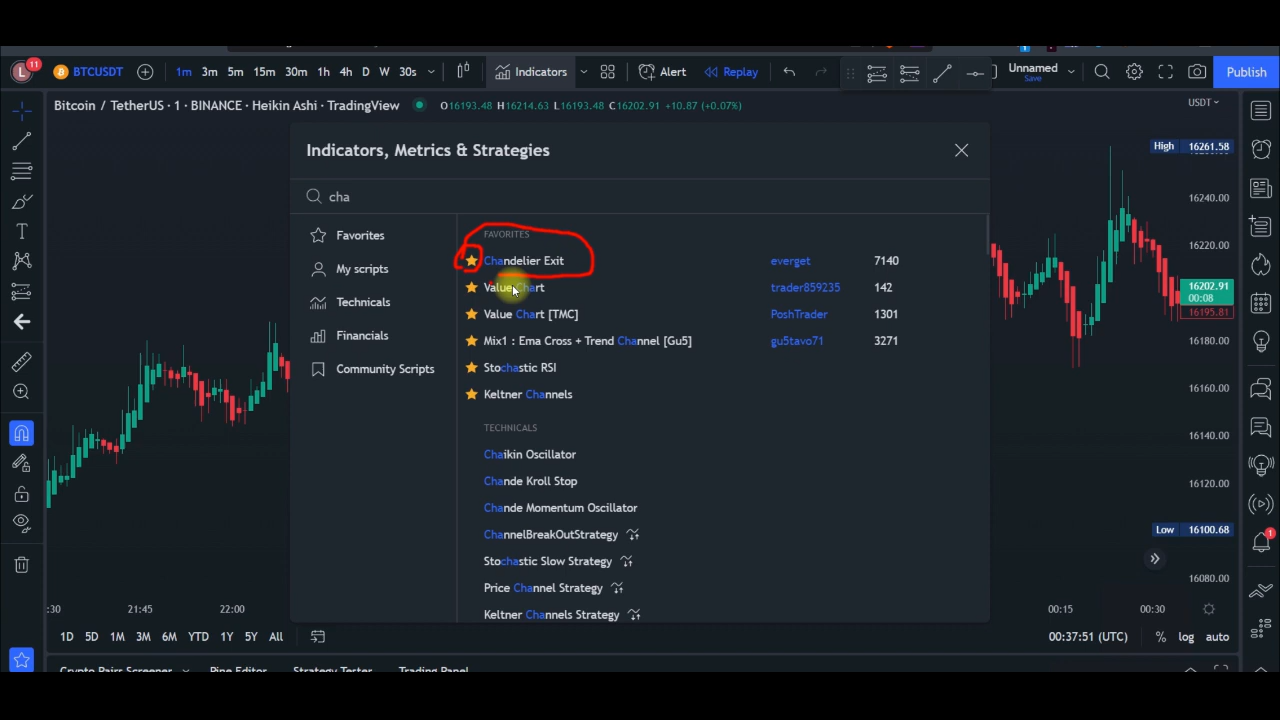 L 11 BTCUSDT 1m 3m 5m 15m 30m 1h 4h D W 30s Indicators Alert Replay Unnamed Publish
Save
Bitcoin / TetherUS · 1 · BINANCE · Heikin Ashi · TradingView O16193.48 H16214.63 L16193.48 C16202.91 +10.87 (+0.07%) USDT
Indicators, Metrics & Strategies
cha
Favorites
My scripts
Technicals
Financials
Community Scripts
FAVORITES
Chandelier Exit everget 7140
Value Chart trader859235 142
Value Chart [TMC] PoshTrader 1301
Mix1 : Ema Cross + Trend Channel [Gu5] gu5tavo71 3271
Stochastic RSI
Keltner Channels
TECHNICALS
Chaikin Oscillator
Chande Kroll Stop
Chande Momentum Oscillator
ChannelBreakOutStrategy
Stochastic Slow Strategy
Price Channel Strategy
Keltner Channels Strategy
High 16261.58
16240.00
16220.00
16202.91
00:08
16195.81
16180.00
16160.00
16140.00
16120.00
Low 16100.68
16080.00
1
:30 21:45 22:00 00:15 00:30
1D 5D 1M 3M 6M YTD 1Y 5Y All 00:37:51 (UTC) % log auto
Crypto Pairs Screener Pine Editor Strategy Tester Trading Panel